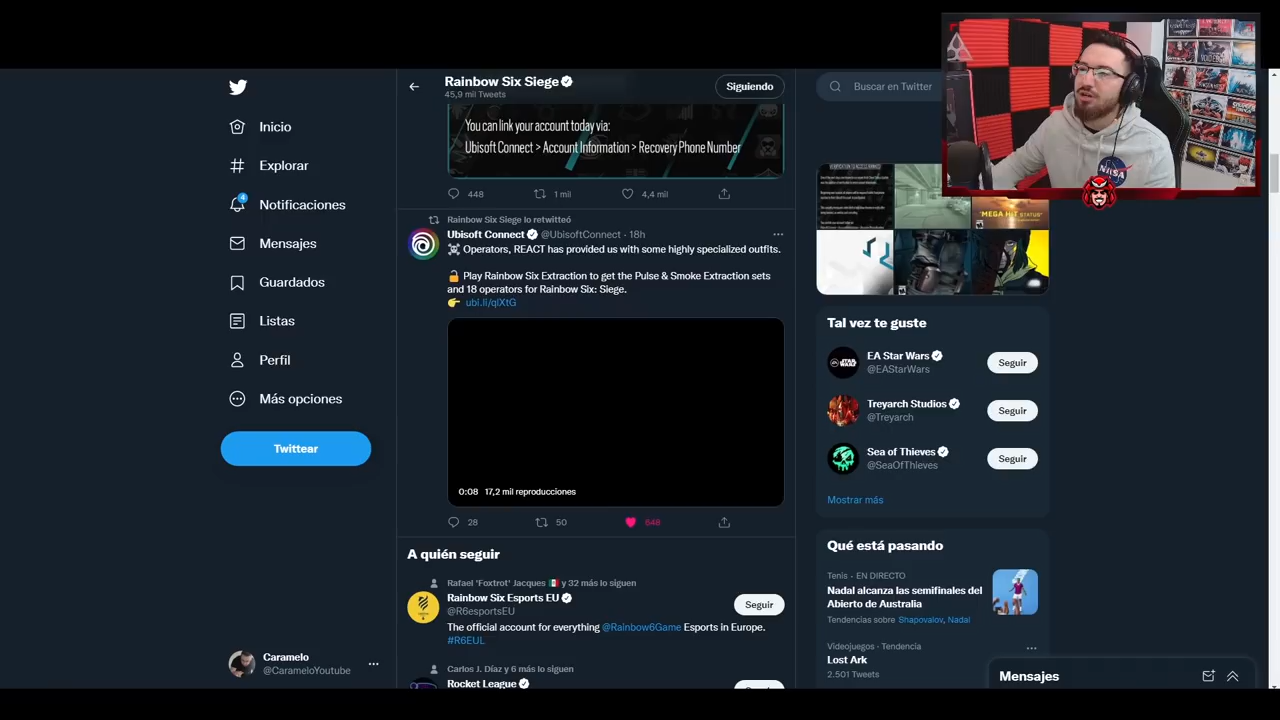 Rainbow Six Siege
45,9 mil Tweets
Siguiendo
Buscar en Twitter
Inicio
Explorar
4
Notificaciones
Mensajes
Guardados
Listas
Perfil
Más opciones
Twittear
Caramelo
@CarameloYoutube
You can link your account today via:
Ubisoft Connect > Account Information > Recovery Phone Number
448
1 mil
4,4 mil
Rainbow Six Siege lo retwitteó
Ubisoft Connect @UbisoftConnect · 18h
Operators, REACT has provided us with some highly specialized outfits.
Play Rainbow Six Extraction to get the Pulse & Smoke Extraction sets
and 18 operators for Rainbow Six: Siege.
ubi.li/qlXtG
0:08 17,2 mil reproducciones
28
50
648
A quién seguir
Rafael 'Foxtrot' Jacques y 32 más lo siguen
Rainbow Six Esports EU
@R6esportsEU
Seguir
The official account for everything @Rainbow6Game Esports in Europe.
#R6EUL
Carlos J. Díaz y 6 más lo siguen
Rocket League
NASA
"MEGA HIT STATUS"
Tal vez te guste
EA Star Wars
@EAStarWars
Seguir
Treyarch Studios
@Treyarch
Seguir
Sea of Thieves
@SeaOfThieves
Seguir
Mostrar más
Qué está pasando
Tenis · EN DIRECTO
Nadal alcanza las semifinales del
Abierto de Australia
Tendencias sobre Shapovalov, Nadal
Videojuegos · Tendencia
Lost Ark
2.501 Tweets
Mensajes